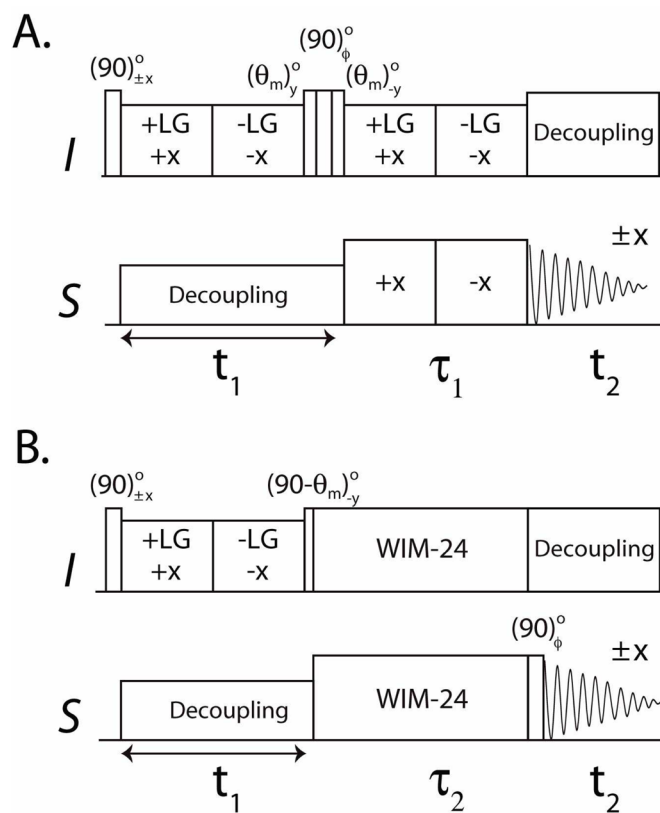 A.
(90)°ϕ
(90)°±x (θm)°y (θm)°-y
I +LG -LG +LG -LG Decoupling
+x -x +x -x
±x
S Decoupling +x -x
t1 τ1 t2
B.
(90)°±x (90-θm)°-y
I +LG -LG WIM-24 Decoupling
+x -x
(90)°ϕ ±x
S Decoupling WIM-24
t1 τ2 t2